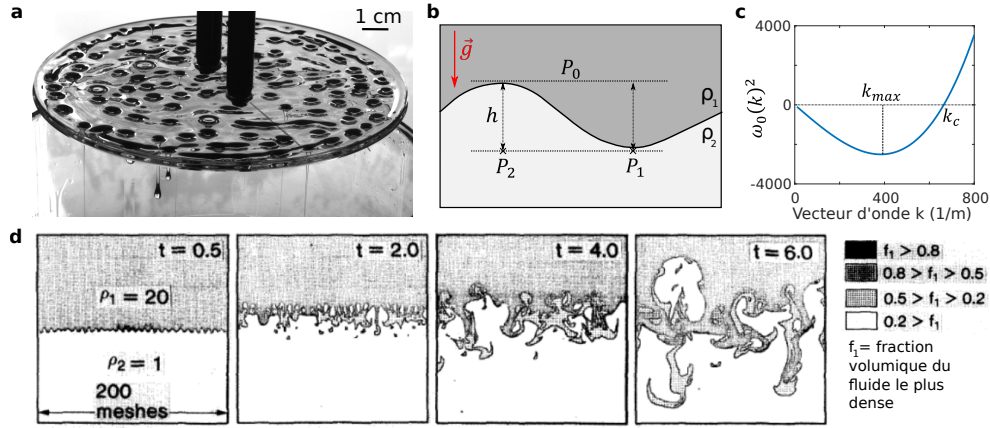 a
1 cm
b
g
P0
h
P2
P1
ρ1
ρ2
c
4000
0
-4000
ω0(k)²
kmax
kc
0
400
800
Vecteur d'onde k (1/m)
d
t = 0.5
ρ1 = 20
ρ2 = 1
200
meshes
t = 2.0
t = 4.0
t = 6.0
f1 > 0.8
0.8 > f1 > 0.5
0.5 > f1 > 0.2
0.2 > f1
f1= fraction
volumique du
fluide le plus
dense